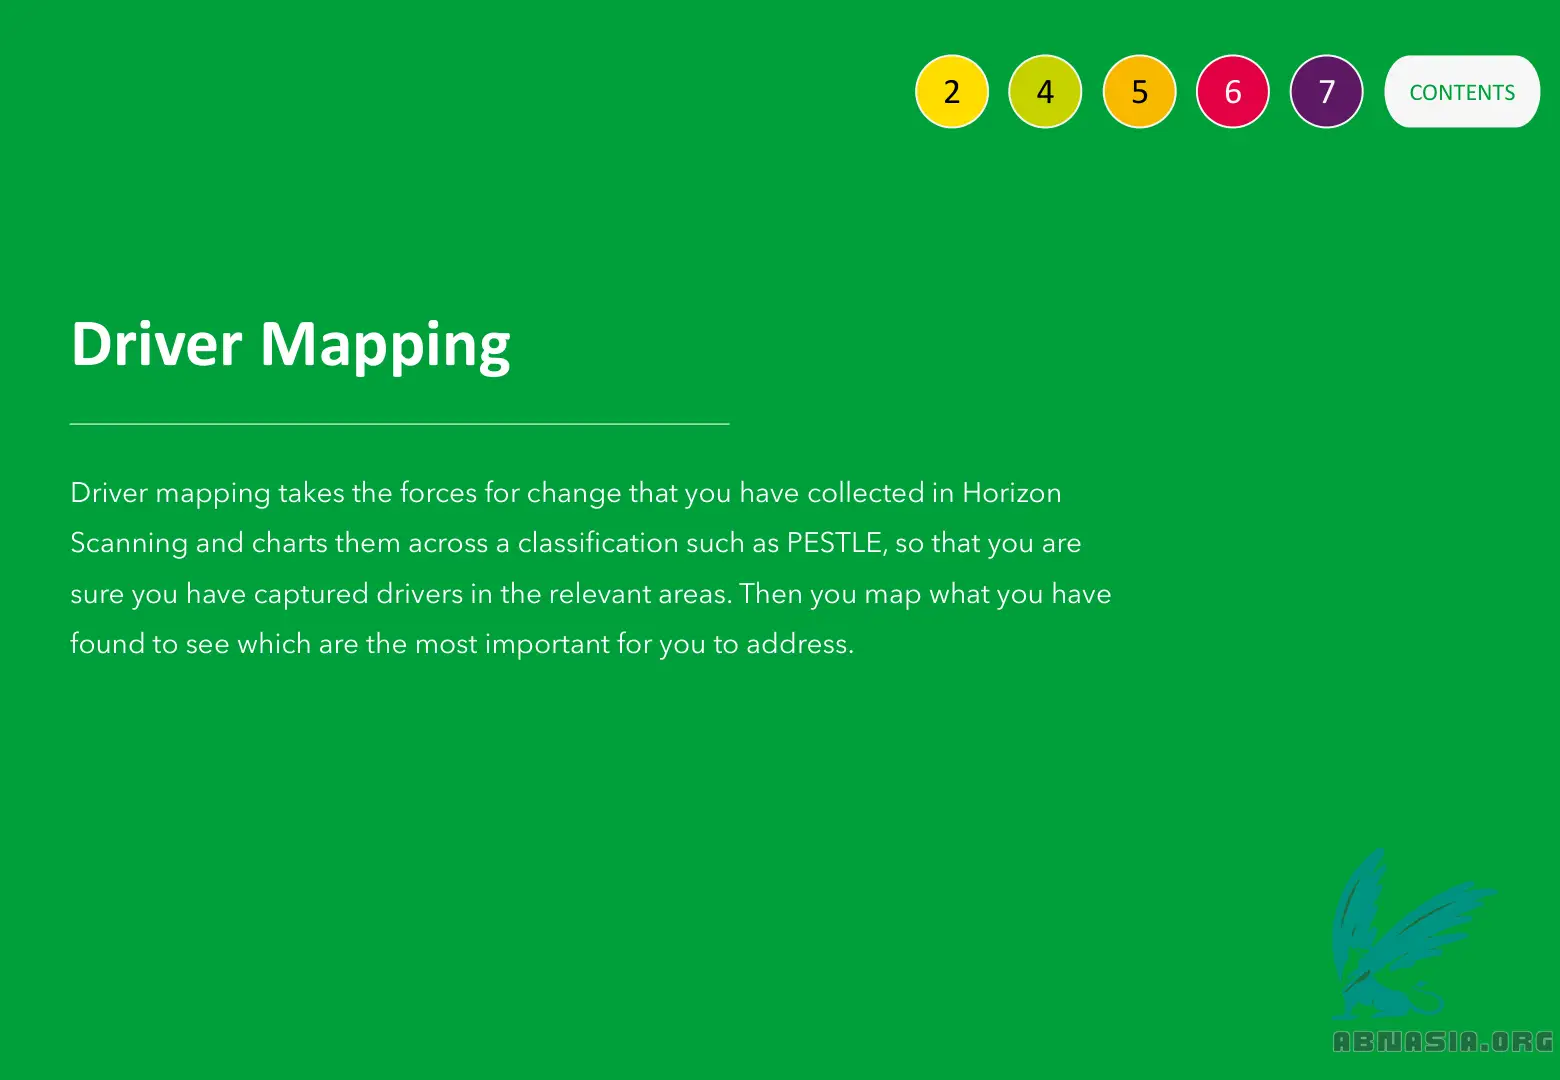 2 4 5 6 7 CONTENTS
Driver Mapping
Driver mapping takes the forces for change that you have collected in Horizon
Scanning and charts them across a classification such as PESTLE, so that you are
sure you have captured drivers in the relevant areas. Then you map what you have
found to see which are the most important for you to address.
ABNASIA.ORG